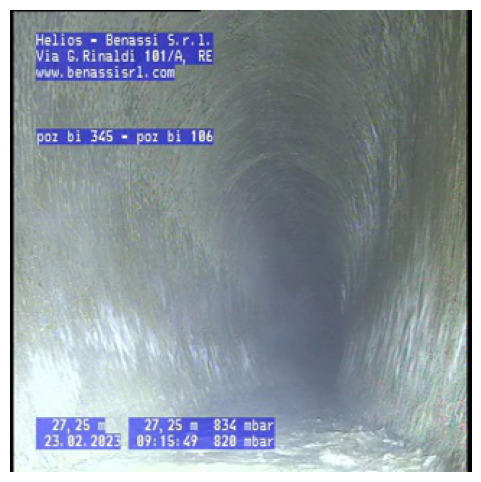 Helios - Benassi S.r.l.
Via G.Rinaldi 101/A, RE
www.benassisrl.com
poz bi 345 - poz bi 106
27,25 m 27,25 m 834 mbar
23.02.2023 09:15:49 820 mbar